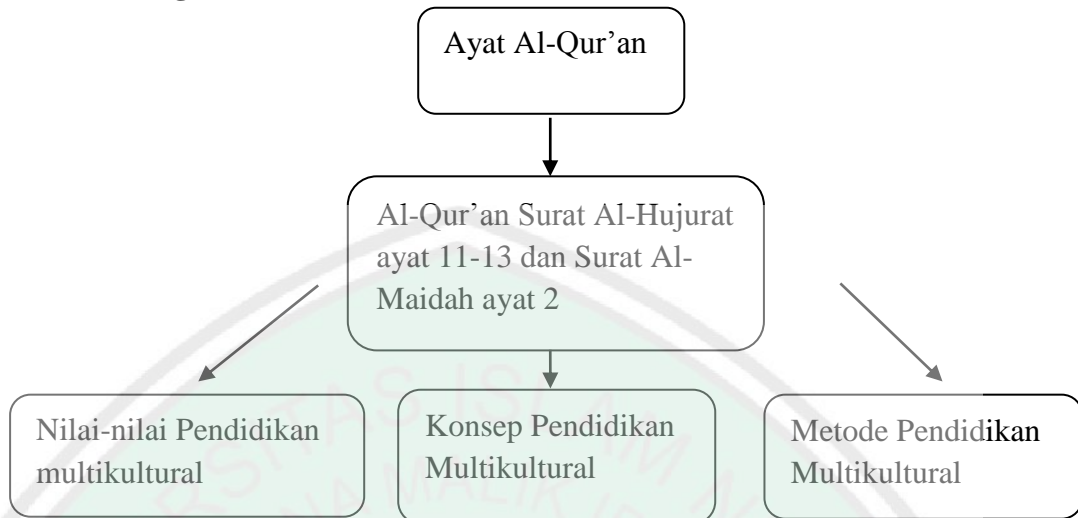 Ayat Al-Qur’an
Al-Qur’an Surat Al-Hujurat
ayat 11-13 dan Surat Al-
Maidah ayat 2
Nilai-nilai Pendidikan
multikultural
Konsep Pendidikan
Multikultural
Metode Pendidikan
Multikultural